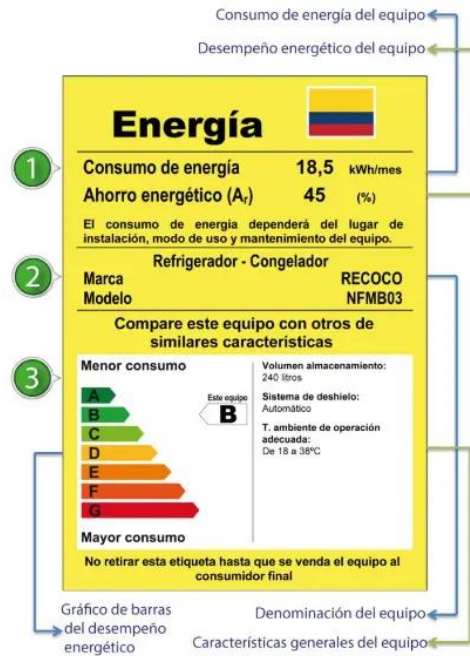 Consumo de energía del equipo
Desempeño energético del equipo
Energía
1
Consumo de energía 18,5 kWh/mes
Ahorro energético (Ar) 45 (%)
El consumo de energía dependerá del lugar de
instalación, modo de uso y mantenimiento del equipo.
2
Refrigerador - Congelador
Marca RECOCO
Modelo NFMB03
Compare este equipo con otros de
similares características
3
Menor consumo
A
B
C
D
E
F
G
Mayor consumo
Este equipo
B
Volumen almacenamiento:
240 litros
Sistema de deshielo:
Automático
T. ambiente de operación
adecuada:
De 18 a 38ºC
No retirar esta etiqueta hasta que se venda el equipo al
consumidor final
Gráfico de barras
del desempeño
energético
Denominación del equipo
Características generales del equipo